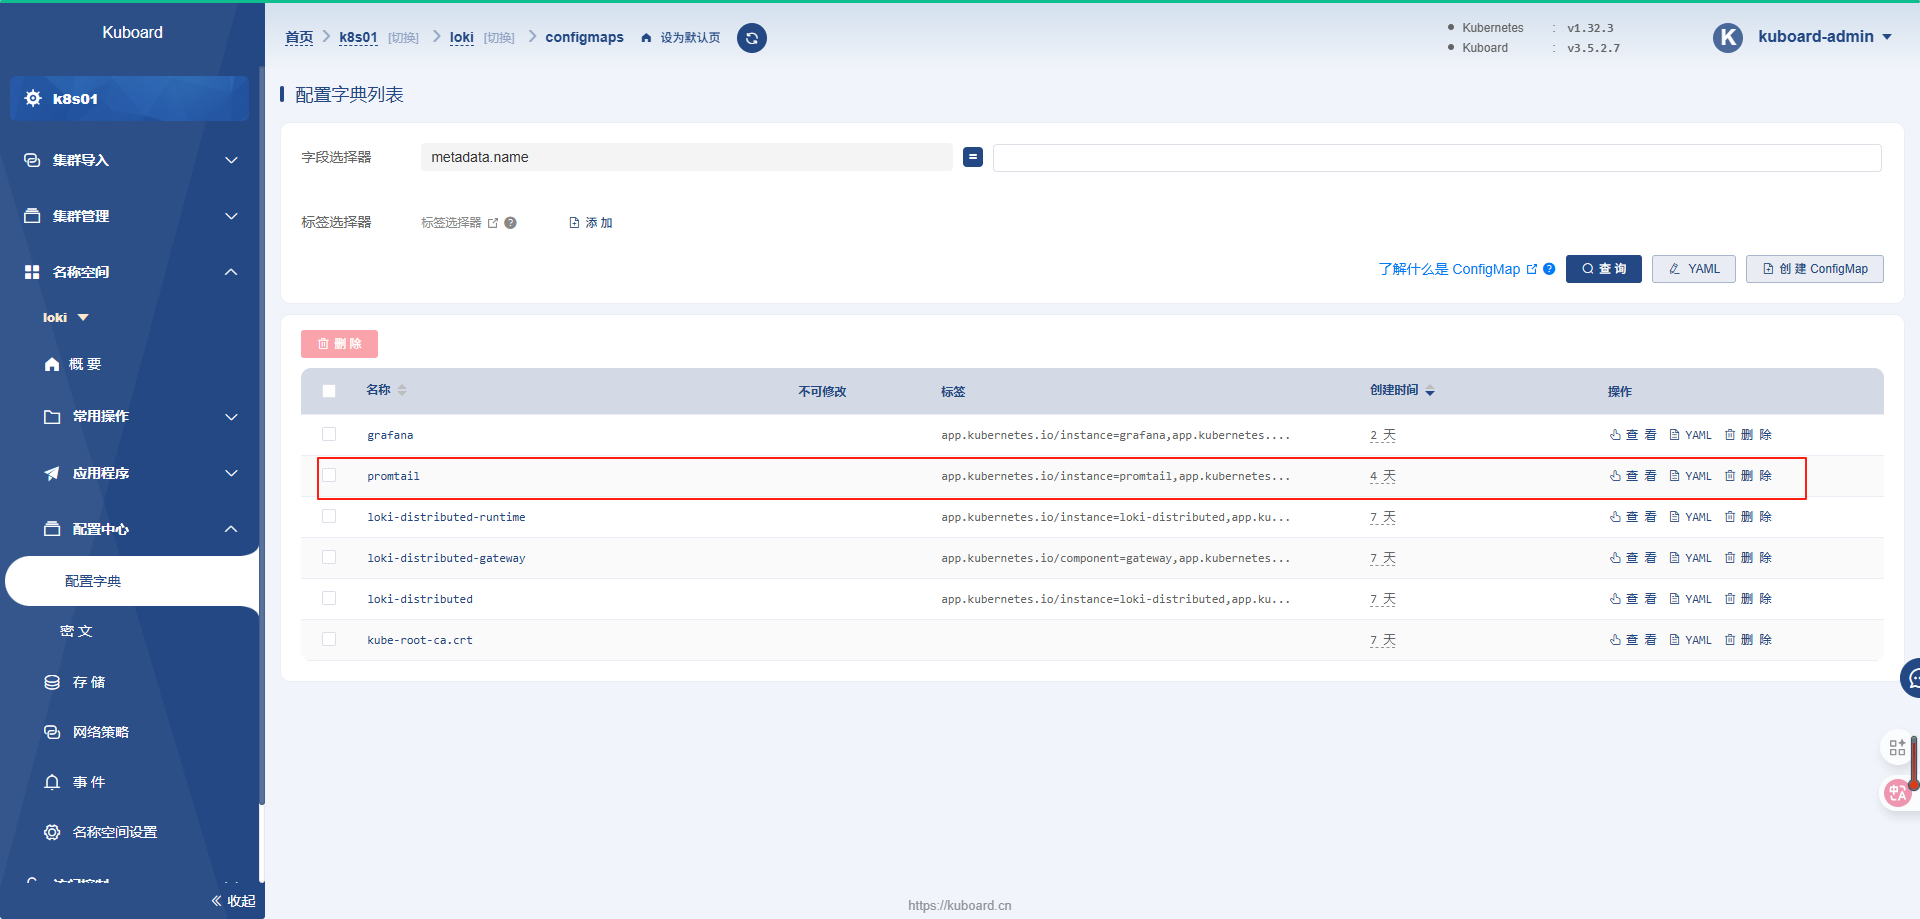 Kuboard
k8s01
集群导入
集群管理
名称空间
loki
概 要
常用操作
应用程序
配置中心
配置字典
密 文
存 储
网络策略
事 件
名称空间设置
收起
首页 k8s01 [切换] loki [切换] configmaps 设为默认页
Kubernetes : v1.32.3
Kuboard : v3.5.2.7
K kuboard-admin
配置字典列表
字段选择器 metadata.name =
标签选择器 标签选择器 ? 添 加
了解什么是 ConfigMap ? 查 询 YAML 创 建 ConfigMap
删 除
名称 不可修改 标签 创建时间 操作
grafana app.kubernetes.io/instance=grafana,app.kubernetes.... 2 天 查 看 YAML 删 除
promtail app.kubernetes.io/instance=promtail,app.kubernetes... 4 天 查 看 YAML 删 除
loki-distributed-runtime app.kubernetes.io/instance=loki-distributed,app.ku... 7 天 查 看 YAML 删 除
loki-distributed-gateway app.kubernetes.io/component=gateway,app.kubernetes... 7 天 查 看 YAML 删 除
loki-distributed app.kubernetes.io/instance=loki-distributed,app.ku... 7 天 查 看 YAML 删 除
kube-root-ca.crt 7 天 查 看 YAML 删 除
中A
https://kuboard.cn